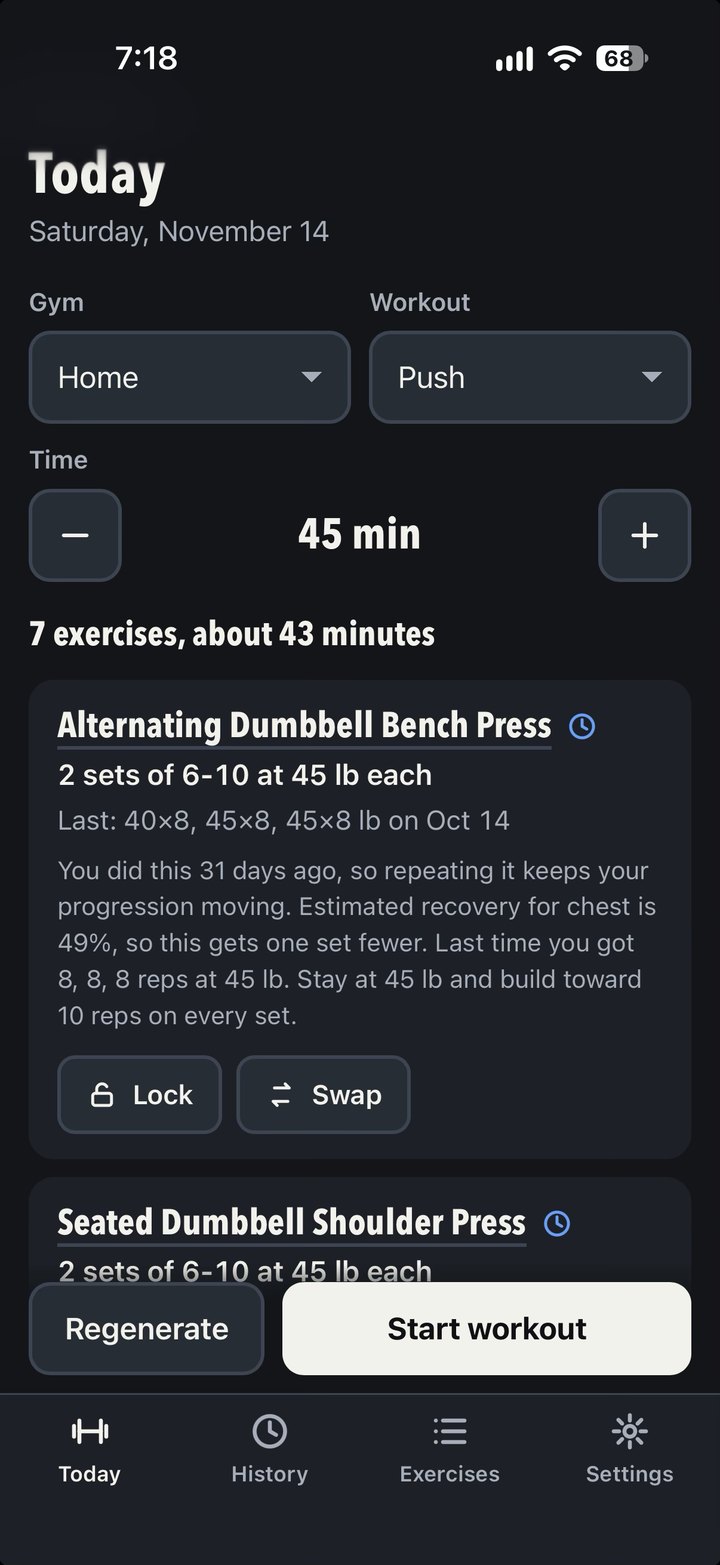 7:18
68
Today
Saturday, November 14
Gym
Workout
Home
Push
Time
45 min
7 exercises, about 43 minutes
Alternating Dumbbell Bench Press
2 sets of 6-10 at 45 lb each
Last: 40×8, 45×8, 45×8 lb on Oct 14
You did this 31 days ago, so repeating it keeps your
progression moving. Estimated recovery for chest is
49%, so this gets one set fewer. Last time you got
8, 8, 8 reps at 45 lb. Stay at 45 lb and build toward
10 reps on every set.
Lock
Swap
Seated Dumbbell Shoulder Press
2 sets of 6-10 at 45 lb each
Regenerate
Start workout
Today
History
Exercises
Settings